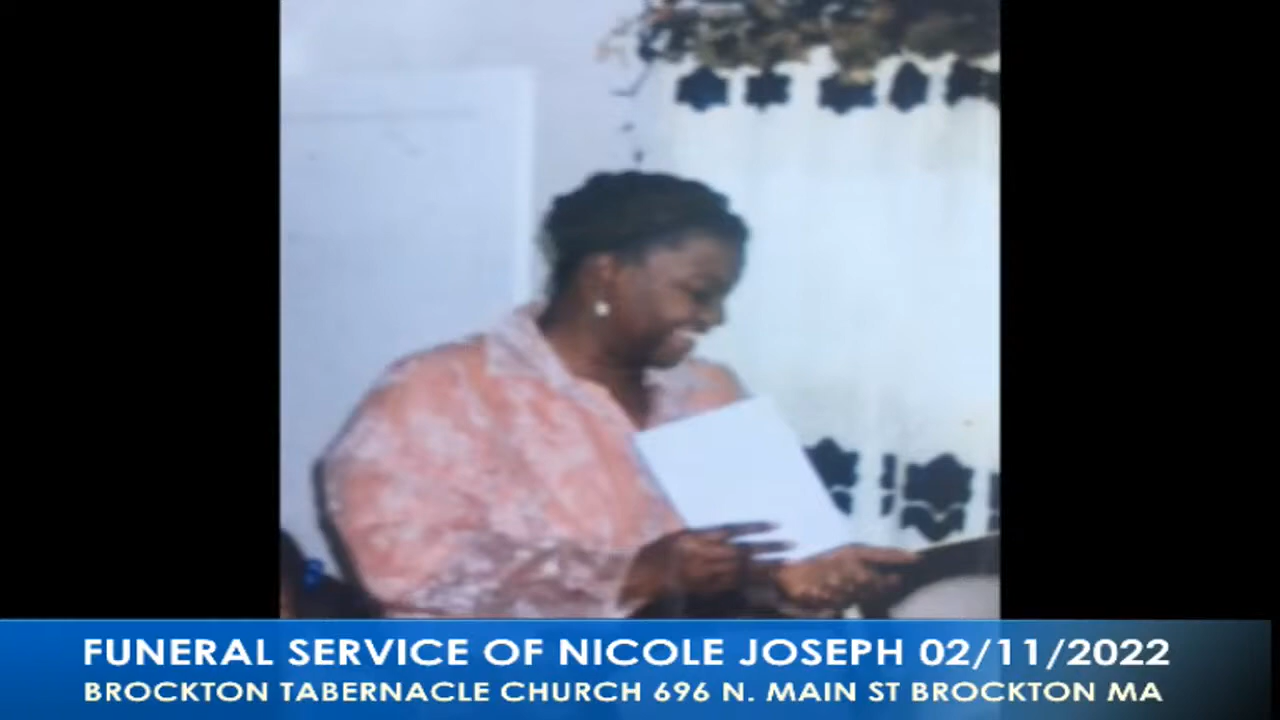 FUNERAL SERVICE OF NICOLE JOSEPH 02/11/2022
BROCKTON TABERNACLE CHURCH 696 N. MAIN ST BROCKTON MA